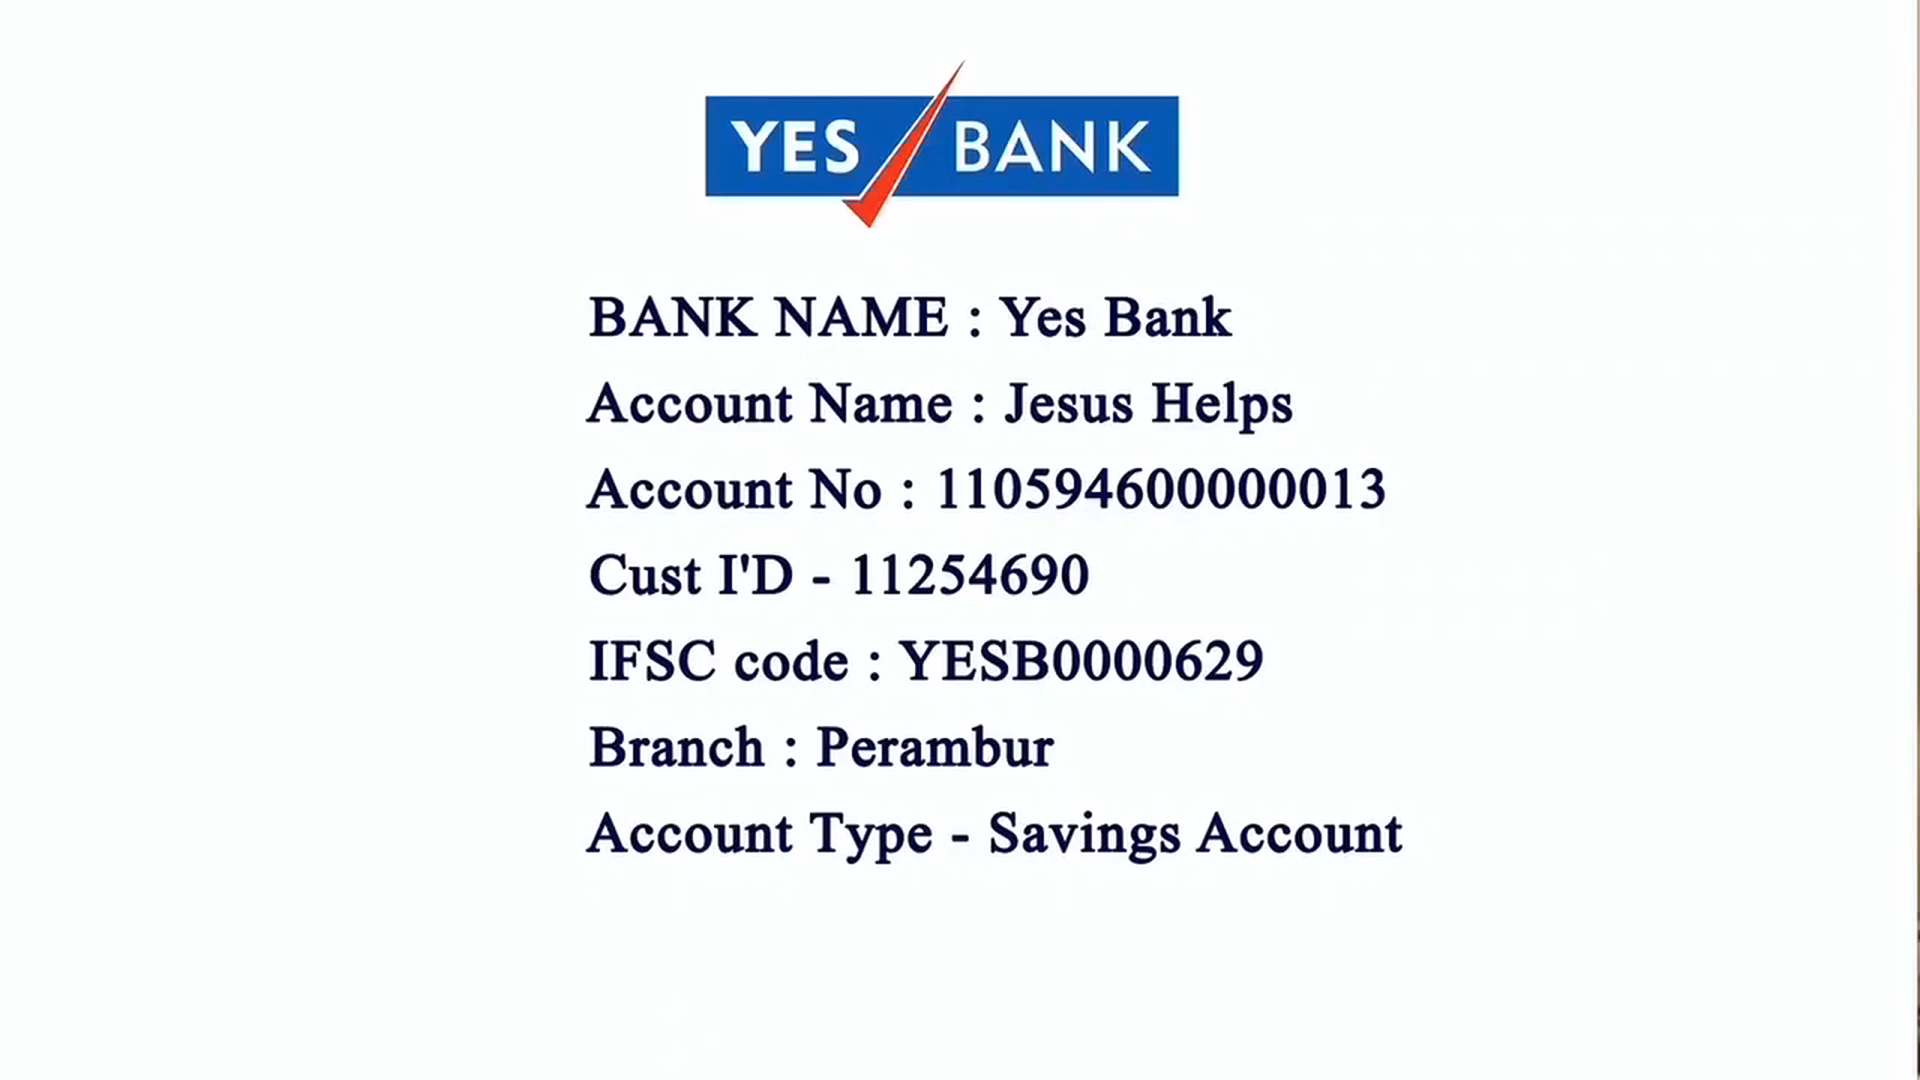 YES BANK
BANK NAME : Yes Bank
Account Name : Jesus Helps
Account No : 110594600000013
Cust I'D - 11254690
IFSC code : YESB0000629
Branch : Perambur
Account Type - Savings Account